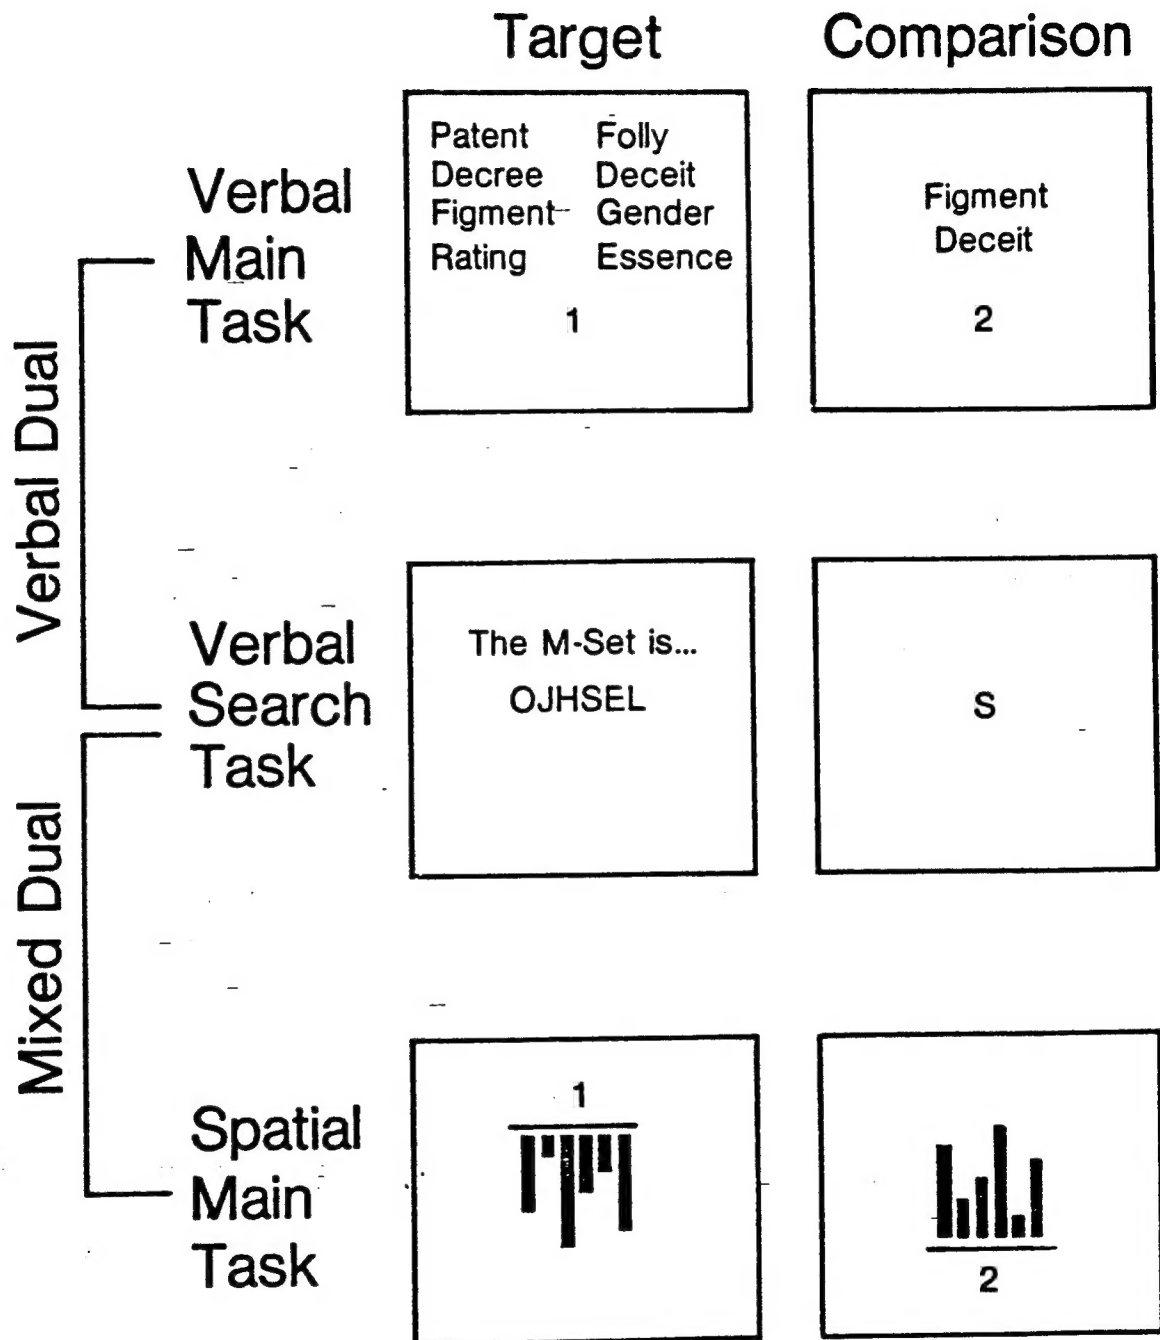 Target Comparison
Verbal Main Task
Patent Folly
Decree Deceit
Figment Gender
Rating Essence
1
Figment
Deceit
2
Verbal Dual
Verbal Search Task
The M-Set is...
OJHSEL
S
Mixed Dual
Spatial Main Task
1
2